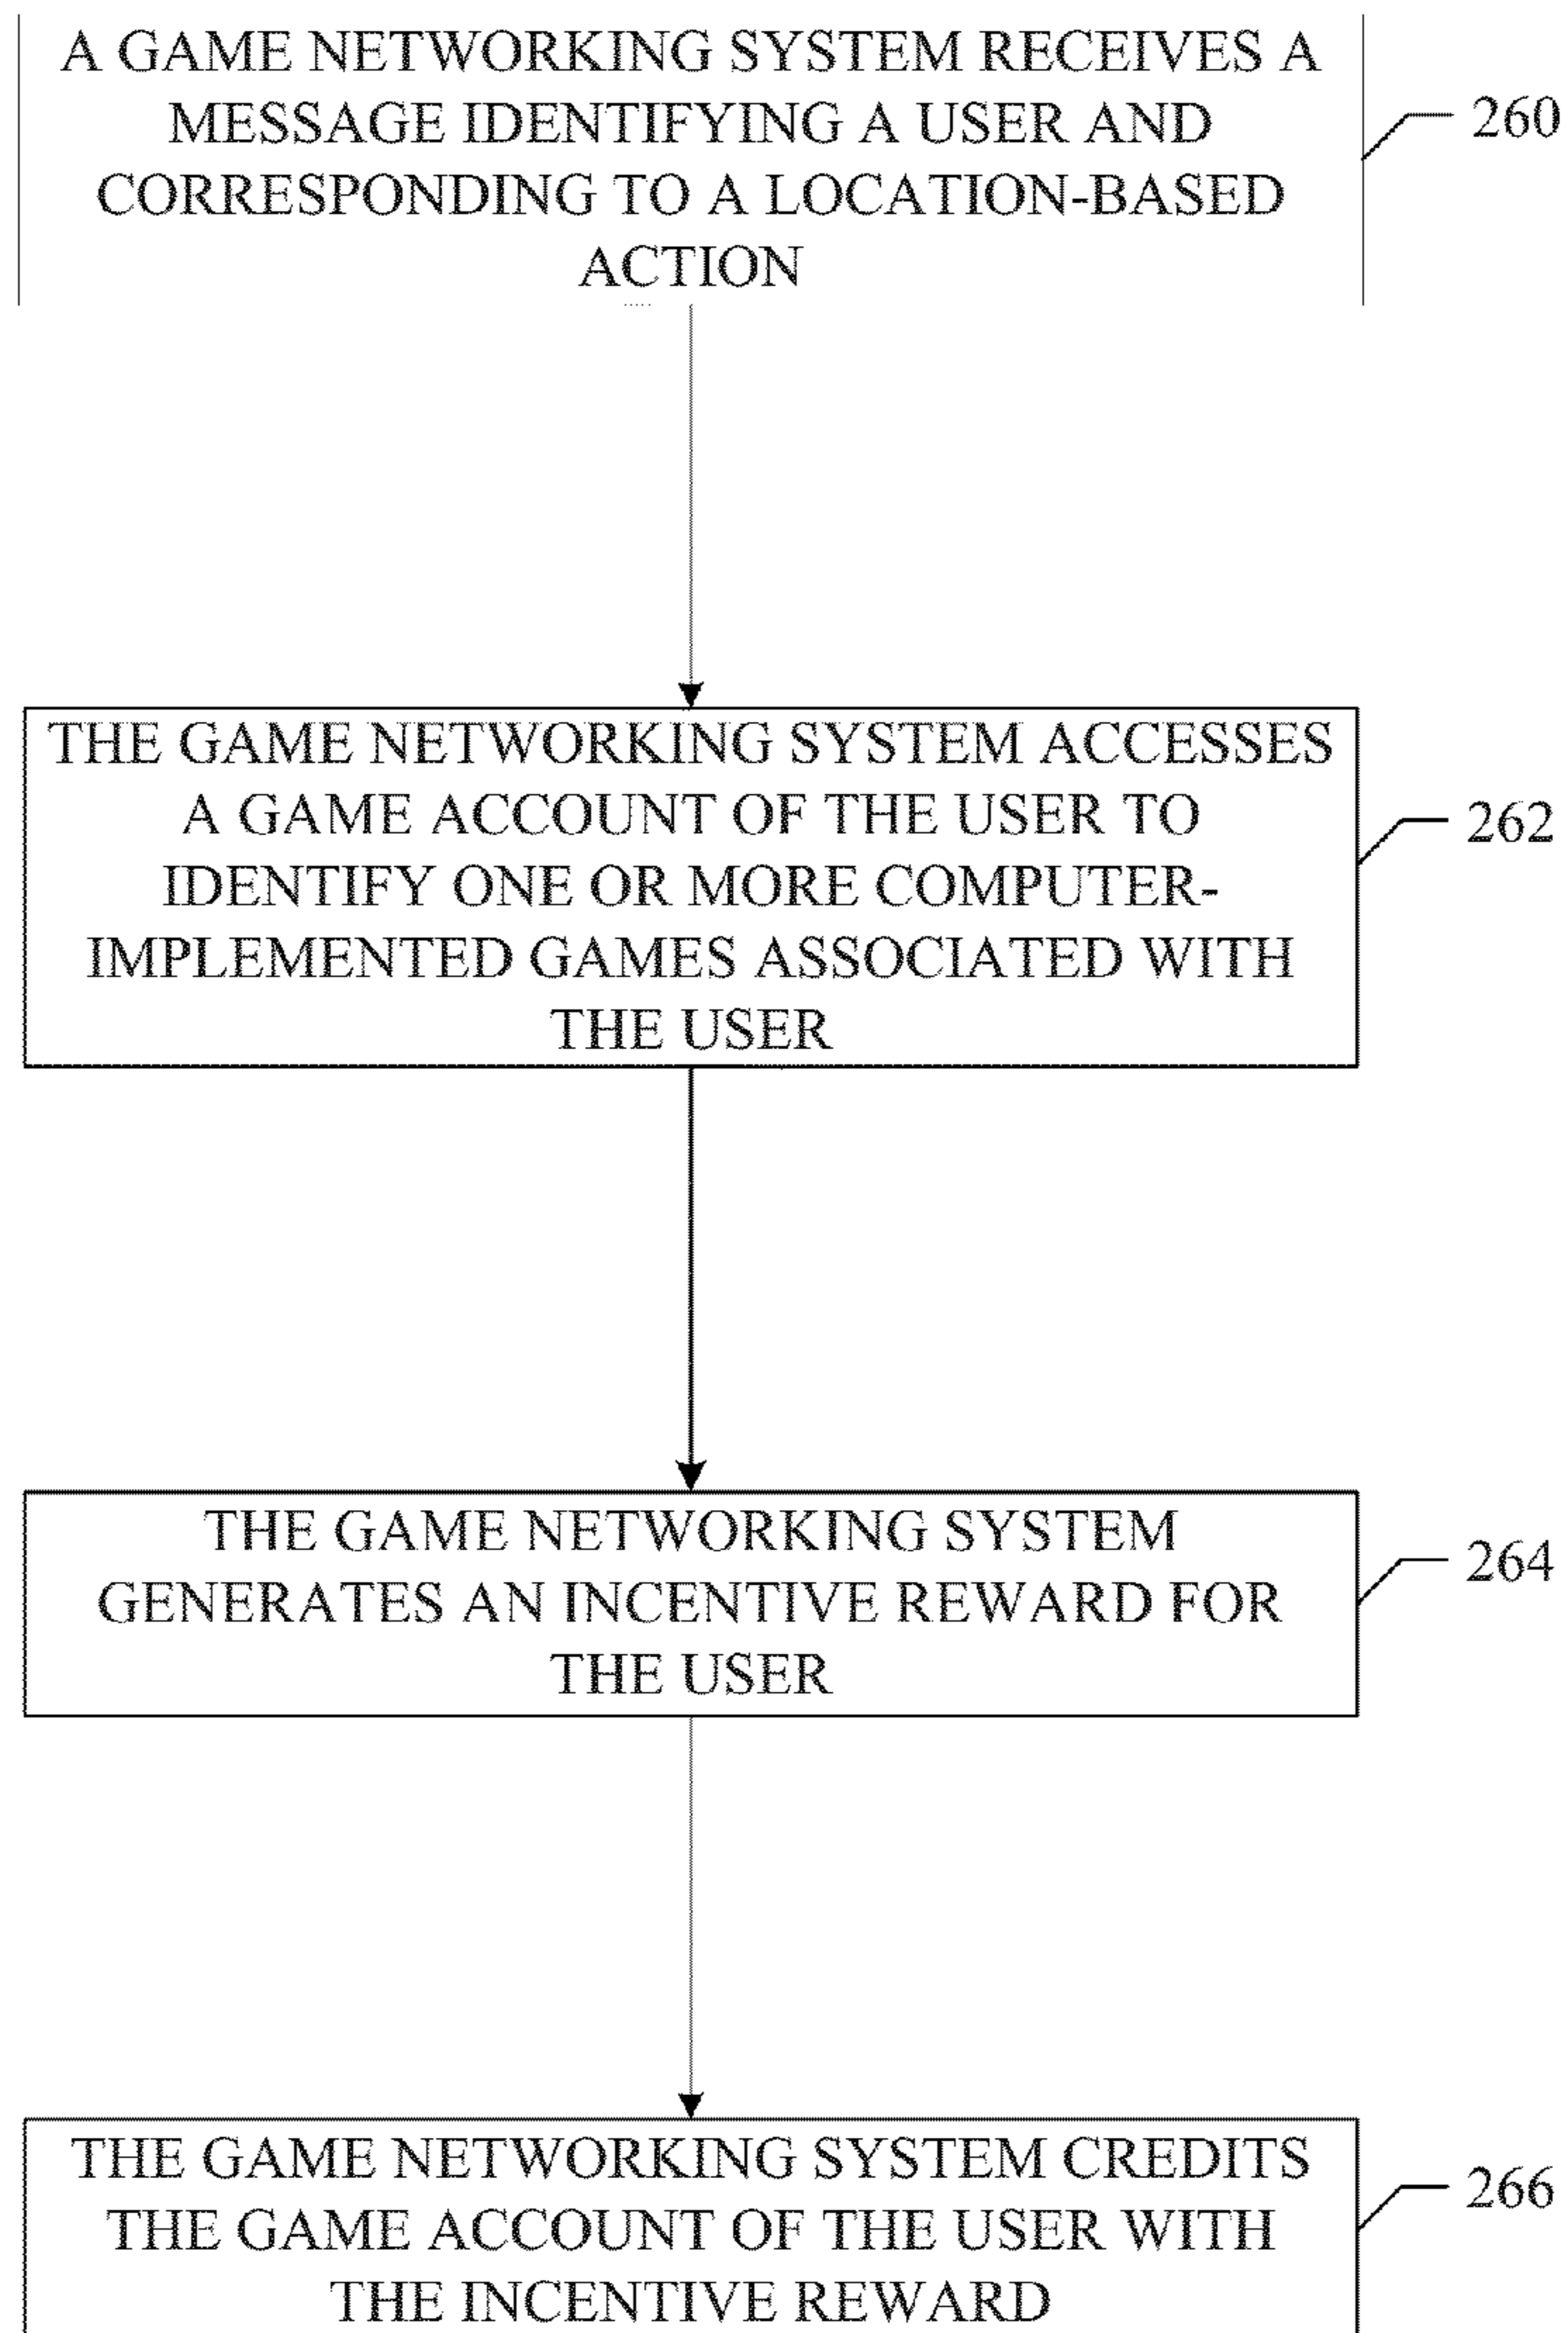 A GAME NETWORKING SYSTEM RECEIVES A
MESSAGE IDENTIFYING A USER AND
CORRESPONDING TO A LOCATION-BASED
ACTION
260
THE GAME NETWORKING SYSTEM ACCESSES
A GAME ACCOUNT OF THE USER TO
IDENTIFY ONE OR MORE COMPUTER-
IMPLEMENTED GAMES ASSOCIATED WITH
THE USER
262
THE GAME NETWORKING SYSTEM
GENERATES AN INCENTIVE REWARD FOR
THE USER
264
THE GAME NETWORKING SYSTEM CREDITS
THE GAME ACCOUNT OF THE USER WITH
THE INCENTIVE REWARD
266